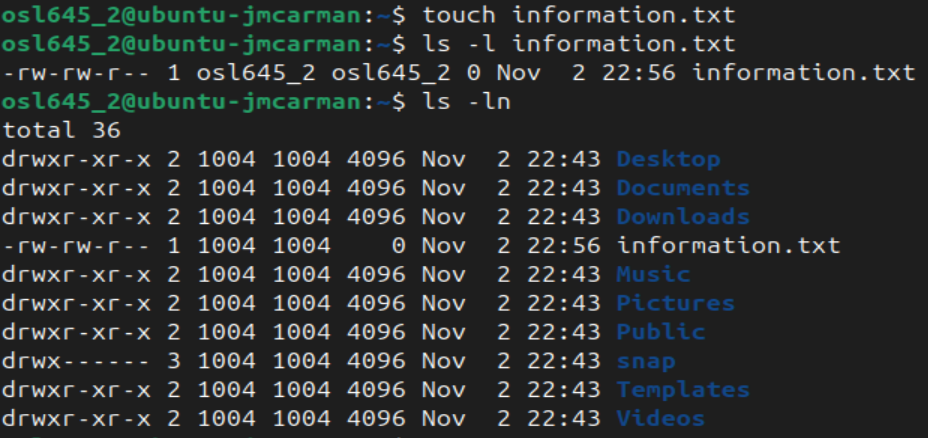 osl645_2@ubuntu-jmcarman:~$ touch information.txt
osl645_2@ubuntu-jmcarman:~$ ls -l information.txt
-rw-rw-r-- 1 osl645_2 osl645_2 0 Nov  2 22:56 information.txt
osl645_2@ubuntu-jmcarman:~$ ls -ln
total 36
drwxr-xr-x 2 1004 1004 4096 Nov  2 22:43 Desktop
drwxr-xr-x 2 1004 1004 4096 Nov  2 22:43 Documents
drwxr-xr-x 2 1004 1004 4096 Nov  2 22:43 Downloads
-rw-rw-r-- 1 1004 1004    0 Nov  2 22:56 information.txt
drwxr-xr-x 2 1004 1004 4096 Nov  2 22:43 Music
drwxr-xr-x 2 1004 1004 4096 Nov  2 22:43 Pictures
drwxr-xr-x 2 1004 1004 4096 Nov  2 22:43 Public
drwx------ 3 1004 1004 4096 Nov  2 22:43 snap
drwxr-xr-x 2 1004 1004 4096 Nov  2 22:43 Templates
drwxr-xr-x 2 1004 1004 4096 Nov  2 22:43 Videos